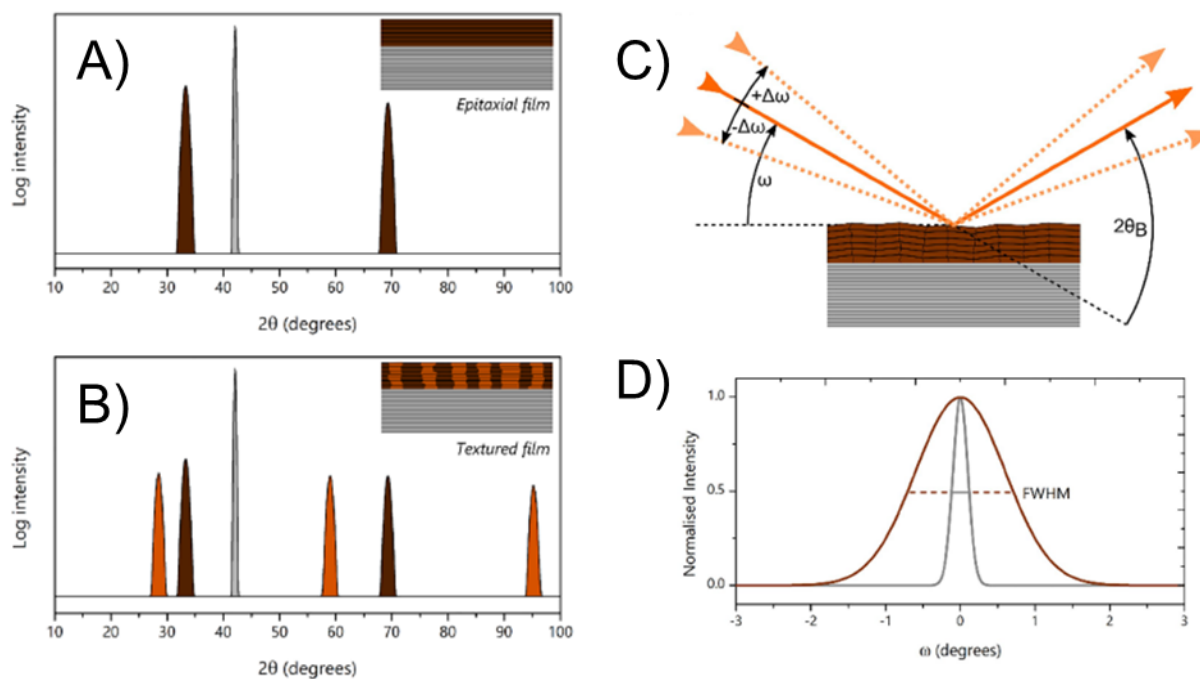 A)
Log intensity
Epitaxial film
10 20 30 40 50 60 70 80 90 100
2θ (degrees)
B)
Log intensity
Textured film
10 20 30 40 50 60 70 80 90 100
2θ (degrees)
C)
+Δω
-Δω
ω
2θB
D)
Normalised Intensity
1.0
0.5
0.0
FWHM
-3 -2 -1 0 1 2 3
ω (degrees)